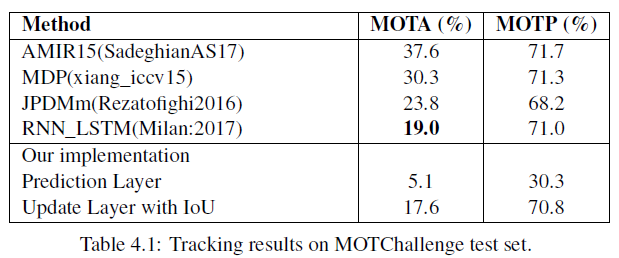 Method MOTA (%) MOTP (%)
AMIR15(SadeghianAS17) 37.6 71.7
MDP(xiang_iccv15) 30.3 71.3
JPDMm(Rezatofighi2016) 23.8 68.2
RNN_LSTM(Milan:2017) 19.0 71.0
Our implementation
Prediction Layer 5.1 30.3
Update Layer with IoU 17.6 70.8
Table 4.1: Tracking results on MOTChallenge test set.